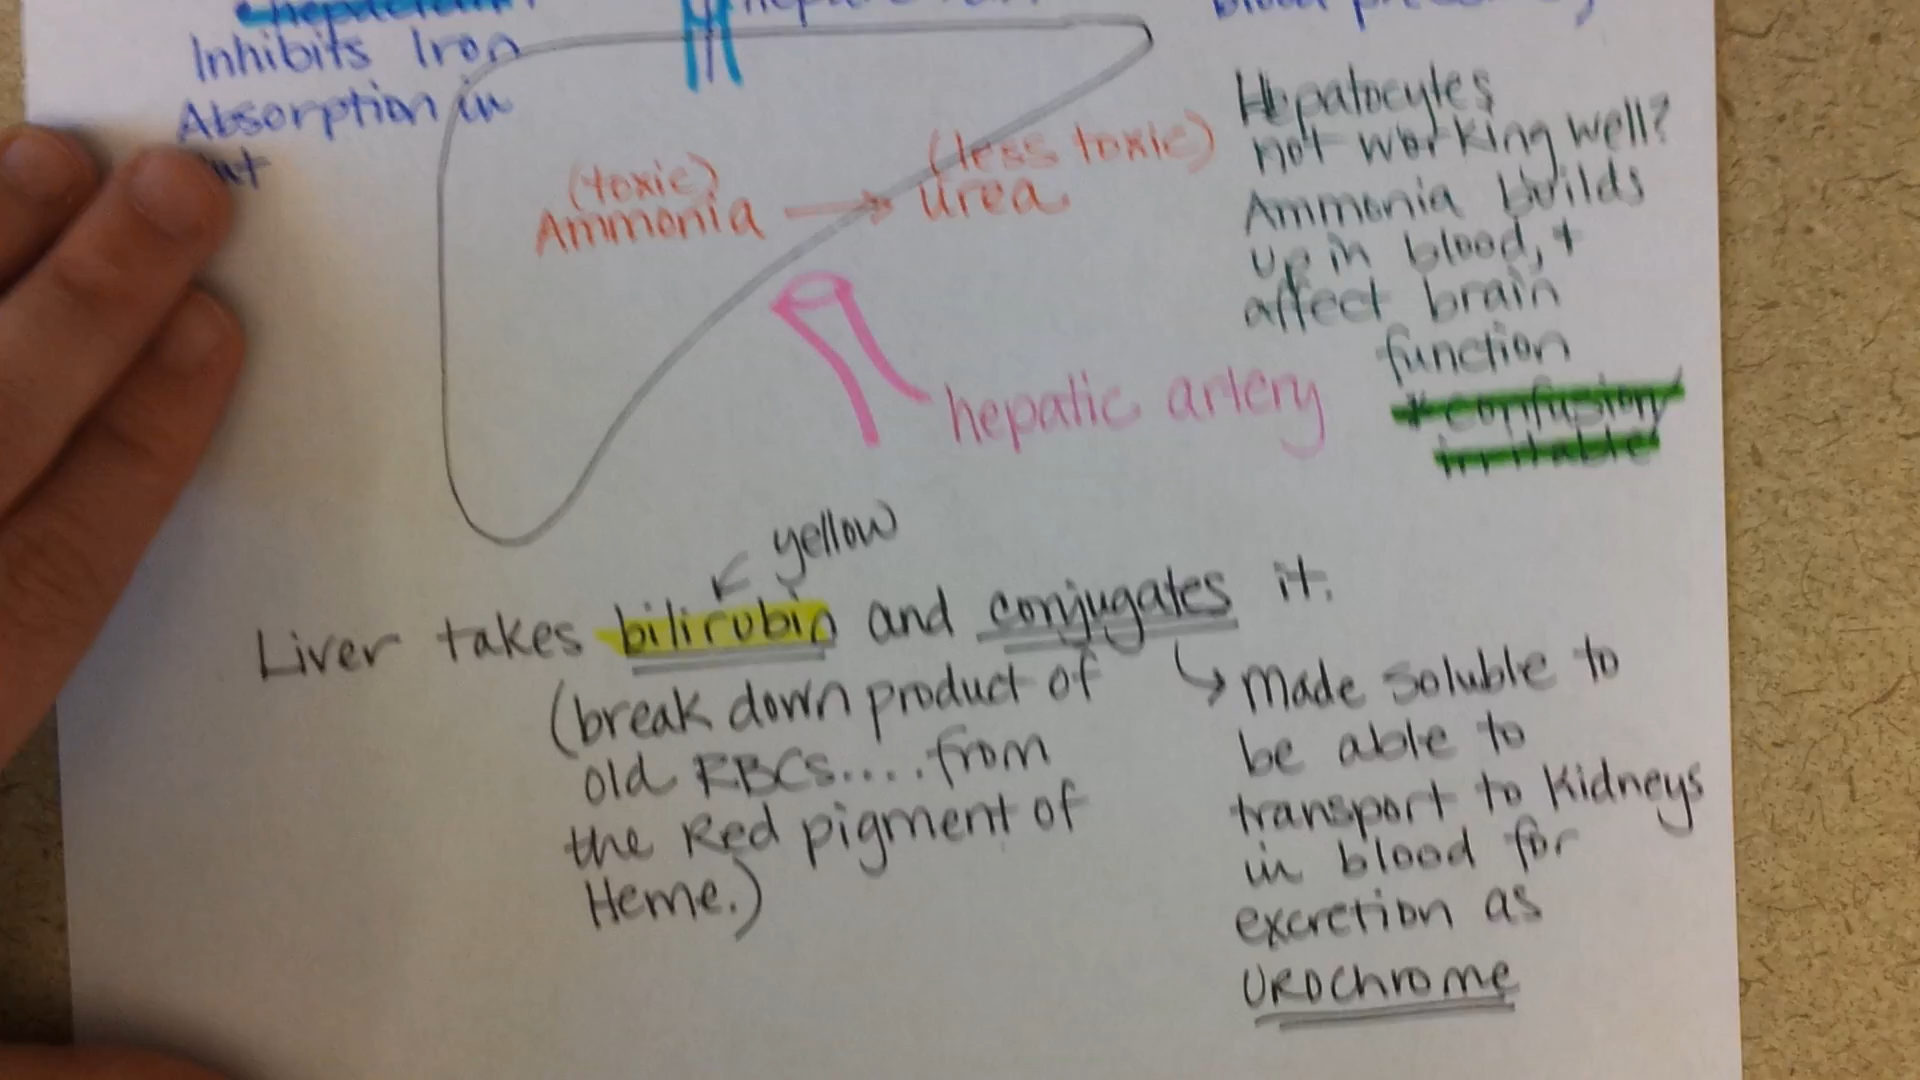 Inhibits Iron
Absorption in
(toxic)
Ammonia
(less toxic)
urea
hepatic artery
Hepatocytes
not working well?
Ammonia builds
up in blood, +
affect brain
function
* confusion
irritable
yellow
Liver takes bilirubin and conjugates it.
(break down product of
old RBCs.... from
the Red pigment of
Heme.)
made soluble to
be able to
transport to kidneys
in blood for
excretion as
urochrome